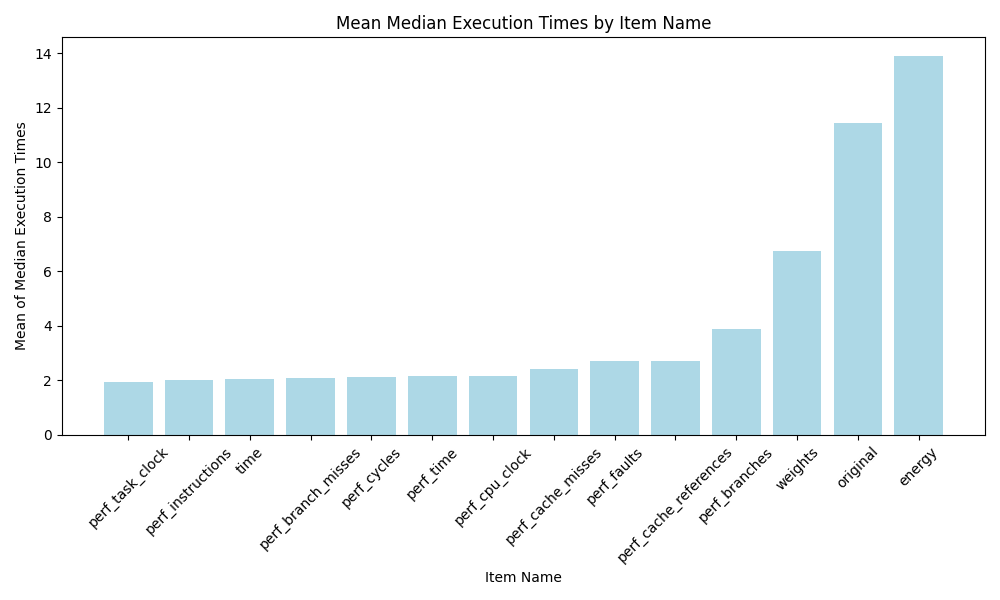 Mean Median Execution Times by Item Name
Mean of Median Execution Times
14
12
10
8
6
4
2
0
perf_task_clock
perf_instructions
time
perf_branch_misses
perf_cycles
perf_time
perf_cpu_clock
perf_cache_misses
perf_faults
perf_cache_references
perf_branches
weights
original
energy
Item Name